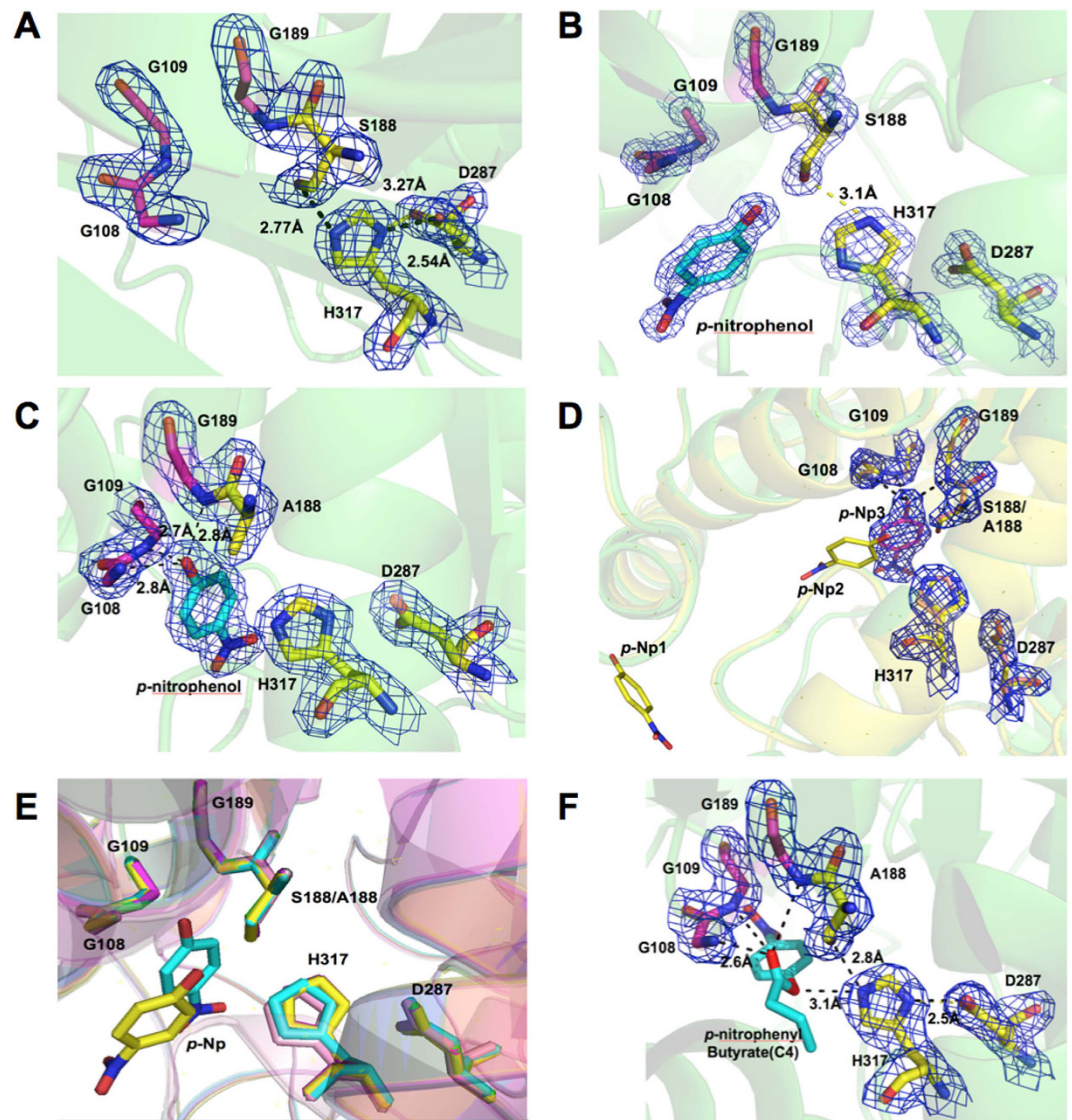 A
G189
G109
S188
3.27Å
D287
2.77Å
G108
2.54Å
H317
B
G189
G109
S188
G108
3.1Å
H317
D287
p-nitrophenol
C
G189
G109
A188
2.7Å
2.8Å
D287
G108
2.8Å
p-nitrophenol
H317
D
G109
G189
G108
p-Np3
S188/
A188
p-Np2
p-Np1
H317
D287
E
G189
G109
S188/A188
G108
H317
D287
p-Np
F
G189
G109
A188
G108
2.6Å
2.8Å
D287
3.1Å
2.5Å
p-nitrophenyl
Butyrate(C4)
H317